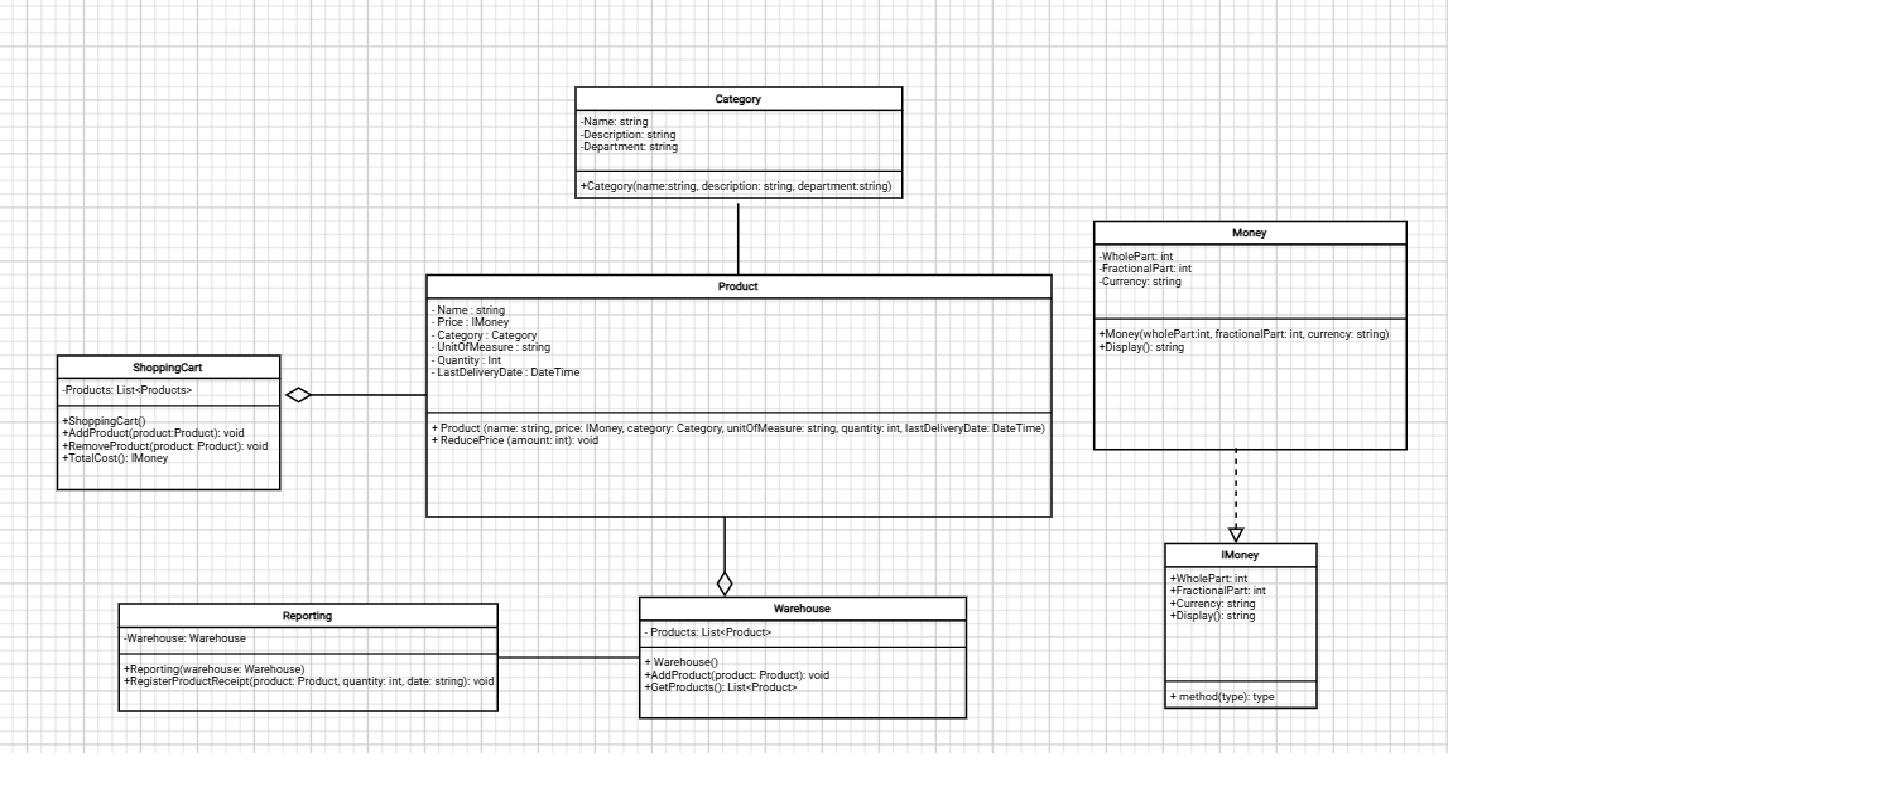 Category
-Name: string
-Description: string
-Department: string
+Category(name:string, description: string, department:string)
Money
-WholePart: int
-FractionalPart: int
-Currency: string
+Money(wholePart:int, fractionalPart: int, currency: string)
+Display(): string
Product
- Name : string
- Price : IMoney
- Category : Category
- UnitOfMeasure : string
- Quantity : Int
- LastDeliveryDate : DateTime
+ Product (name: string, price: IMoney, category: Category, unitOfMeasure: string, quantity: int, lastDeliveryDate: DateTime)
+ ReducePrice (amount: int): void
ShoppingCart
-Products: List<Products>
+ShoppingCart()
+AddProduct(product:Product): void
+RemoveProduct(product: Product): void
+TotalCost(): IMoney
IMoney
+WholePart: int
+FractionalPart: int
+Currency: string
+Display(): string
+ method(type): type
Reporting
-Warehouse: Warehouse
+Reporting(warehouse: Warehouse)
+RegisterProductReceipt(product: Product, quantity: int, date: string): void
Warehouse
- Products: List<Product>
+ Warehouse()
+AddProduct(product: Product): void
+GetProducts(): List<Product>